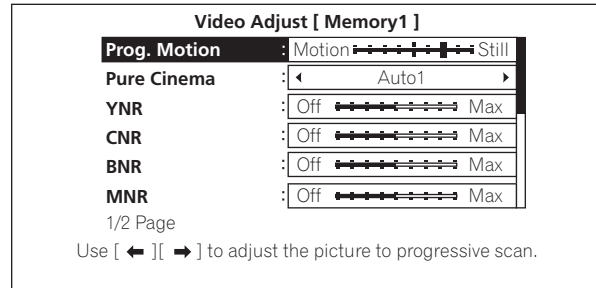 Video Adjust [ Memory1 ]
Prog. Motion : Motion Still
Pure Cinema : Auto1
YNR : Off Max
CNR : Off Max
BNR : Off Max
MNR : Off Max
1/2 Page
Use [ ← ][ → ] to adjust the picture to progressive scan.